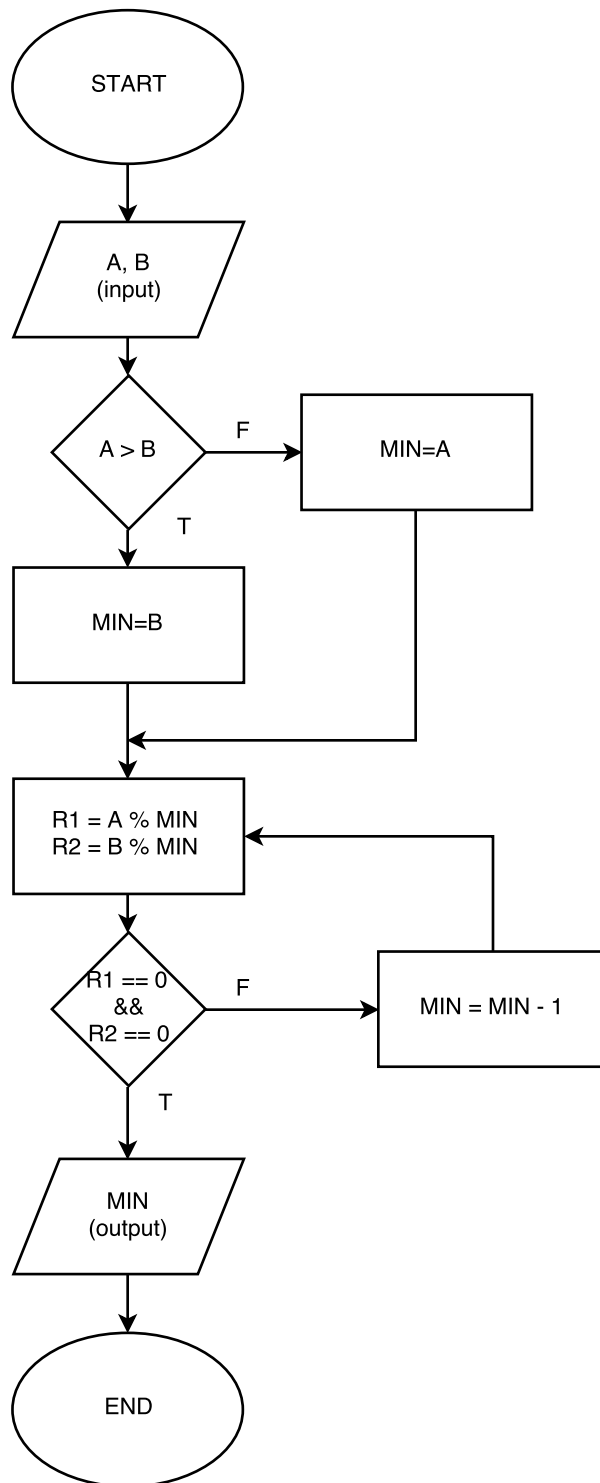 START
A, B
(input)
A > B
F
MIN=A
T
MIN=B
R1 = A % MIN
R2 = B % MIN
R1 == 0
&&
R2 == 0
F
MIN = MIN - 1
T
MIN
(output)
END